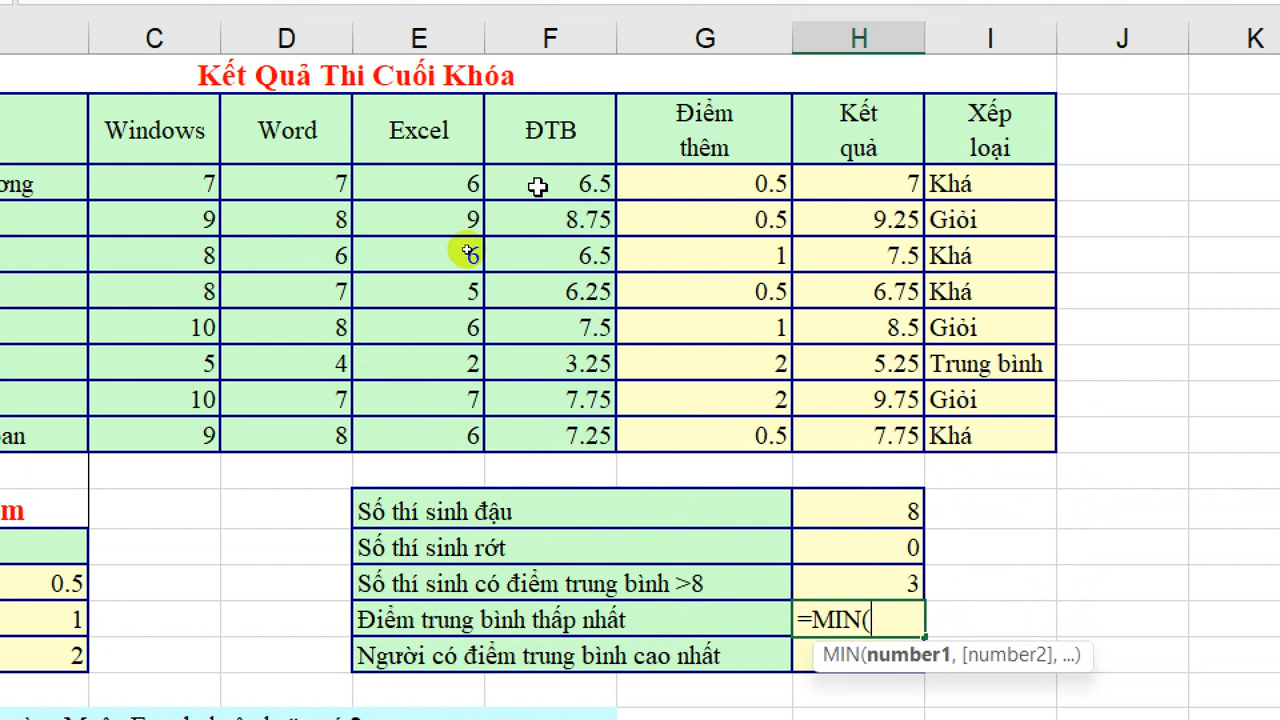 C D E F G H I J K
Kết Quả Thi Cuối Khóa
Windows Word Excel ĐTB Điểm thêm Kết quả Xếp loại
ơng 7 7 6 6.5 0.5 7 Khá
9 8 9 8.75 0.5 9.25 Giỏi
8 6 6 6.5 1 7.5 Khá
8 7 5 6.25 0.5 6.75 Khá
10 8 6 7.5 1 8.5 Giỏi
5 4 2 3.25 2 5.25 Trung bình
10 7 7 7.75 2 9.75 Giỏi
an 9 8 6 7.25 0.5 7.75 Khá
m Số thí sinh đậu 8
Số thí sinh rớt 0
0.5 Số thí sinh có điểm trung bình >8 3
1 Điểm trung bình thấp nhất =MIN(
2 Người có điểm trung bình cao nhất
MIN(number1, [number2], ...)